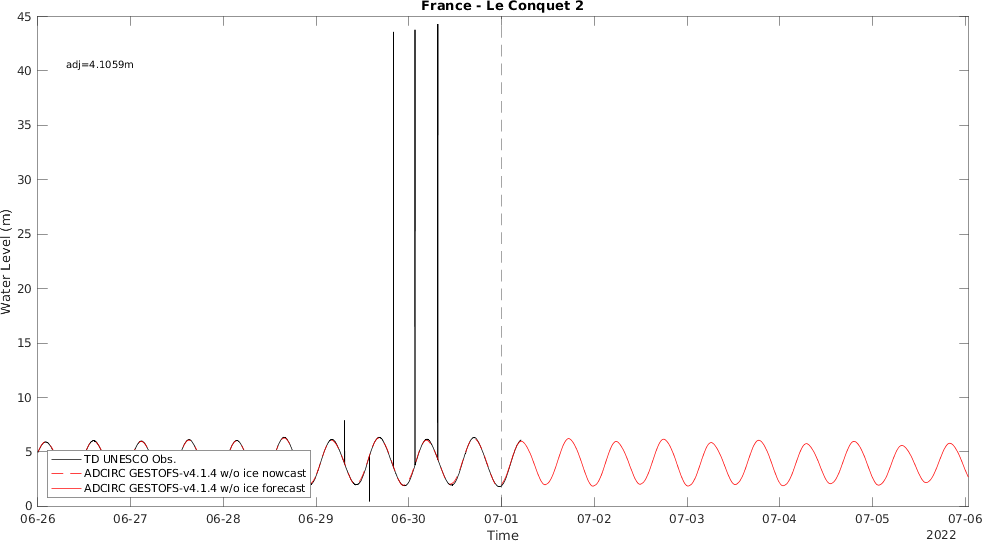 France - Le Conquet 2
adj=4.1059m
45
40
35
30
25
20
15
10
5
0
Water Level (m)
TD UNESCO Obs.
ADCIRC GESTOFS-v4.1.4 w/o ice nowcast
ADCIRC GESTOFS-v4.1.4 w/o ice forecast
06-26 06-27 06-28 06-29 06-30 07-01 07-02 07-03 07-04 07-05 07-06
Time
2022